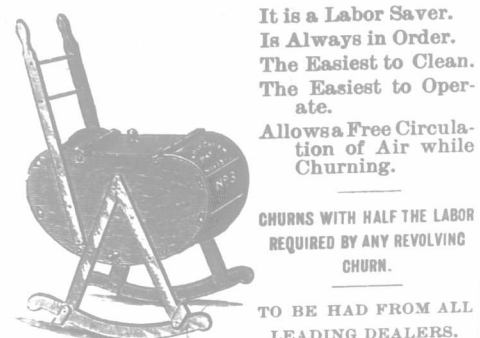 It is a Labor Saver.
Is Always in Order.
The Easiest to Clean.
The Easiest to Oper-
ate.
Allows a Free Circula-
tion of Air while
Churning.
CHURNS WITH HALF THE LABOR
REQUIRED BY ANY REVOLVING
CHURN.
TO BE HAD FROM ALL
LEADING DEALERS.